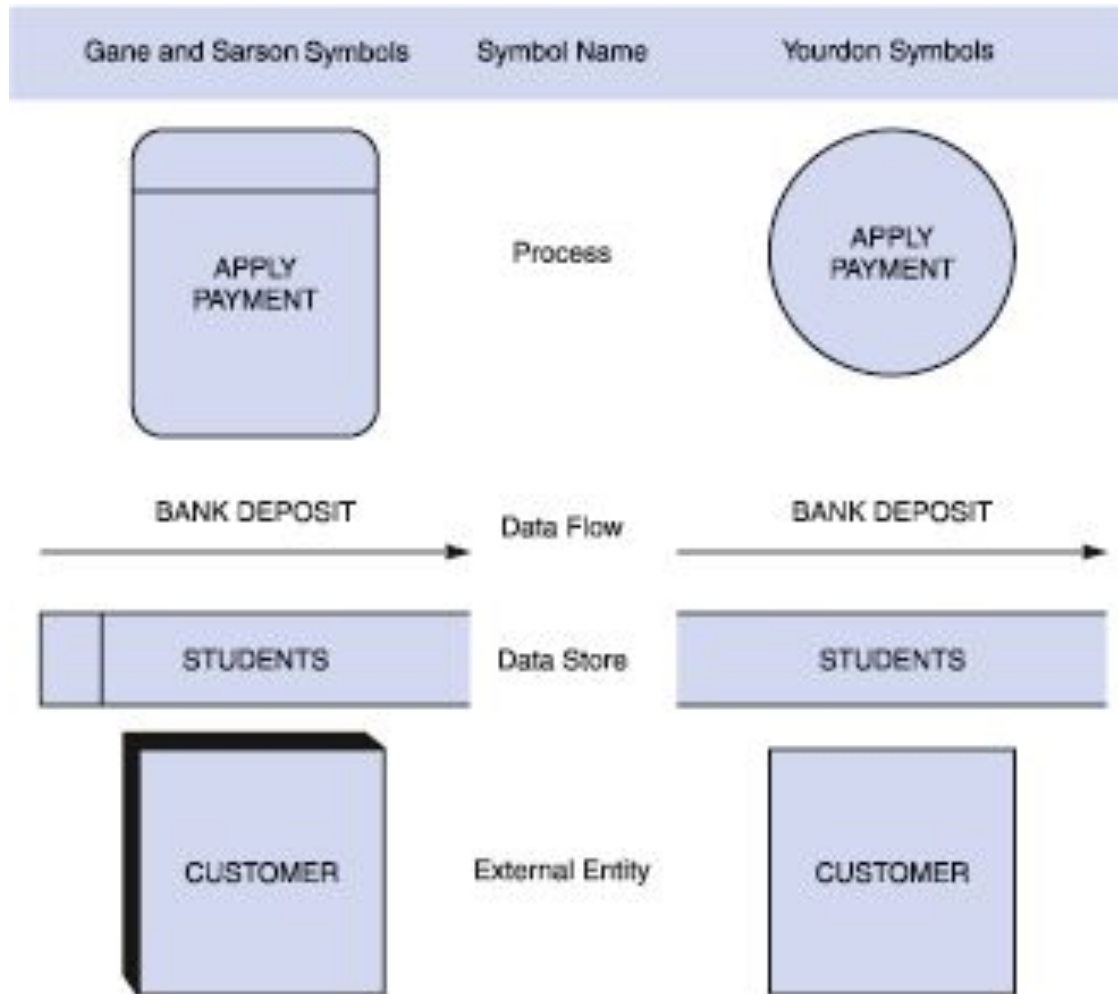 Gane and Sarson Symbols
Symbol Name
Yourdon Symbols
APPLY
PAYMENT
Process
APPLY
PAYMENT
BANK DEPOSIT
Data Flow
BANK DEPOSIT
STUDENTS
Data Store
STUDENTS
CUSTOMER
External Entity
CUSTOMER